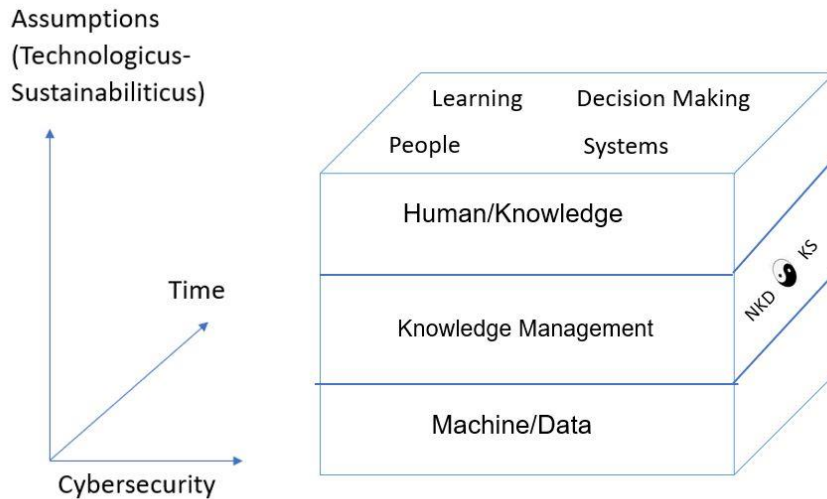 Assumptions
(Technologicus-
Sustainabiliticus)
Time
Cybersecurity
Learning
Decision Making
People
Systems
Human/Knowledge
Knowledge Management
Machine/Data
NKD
KS